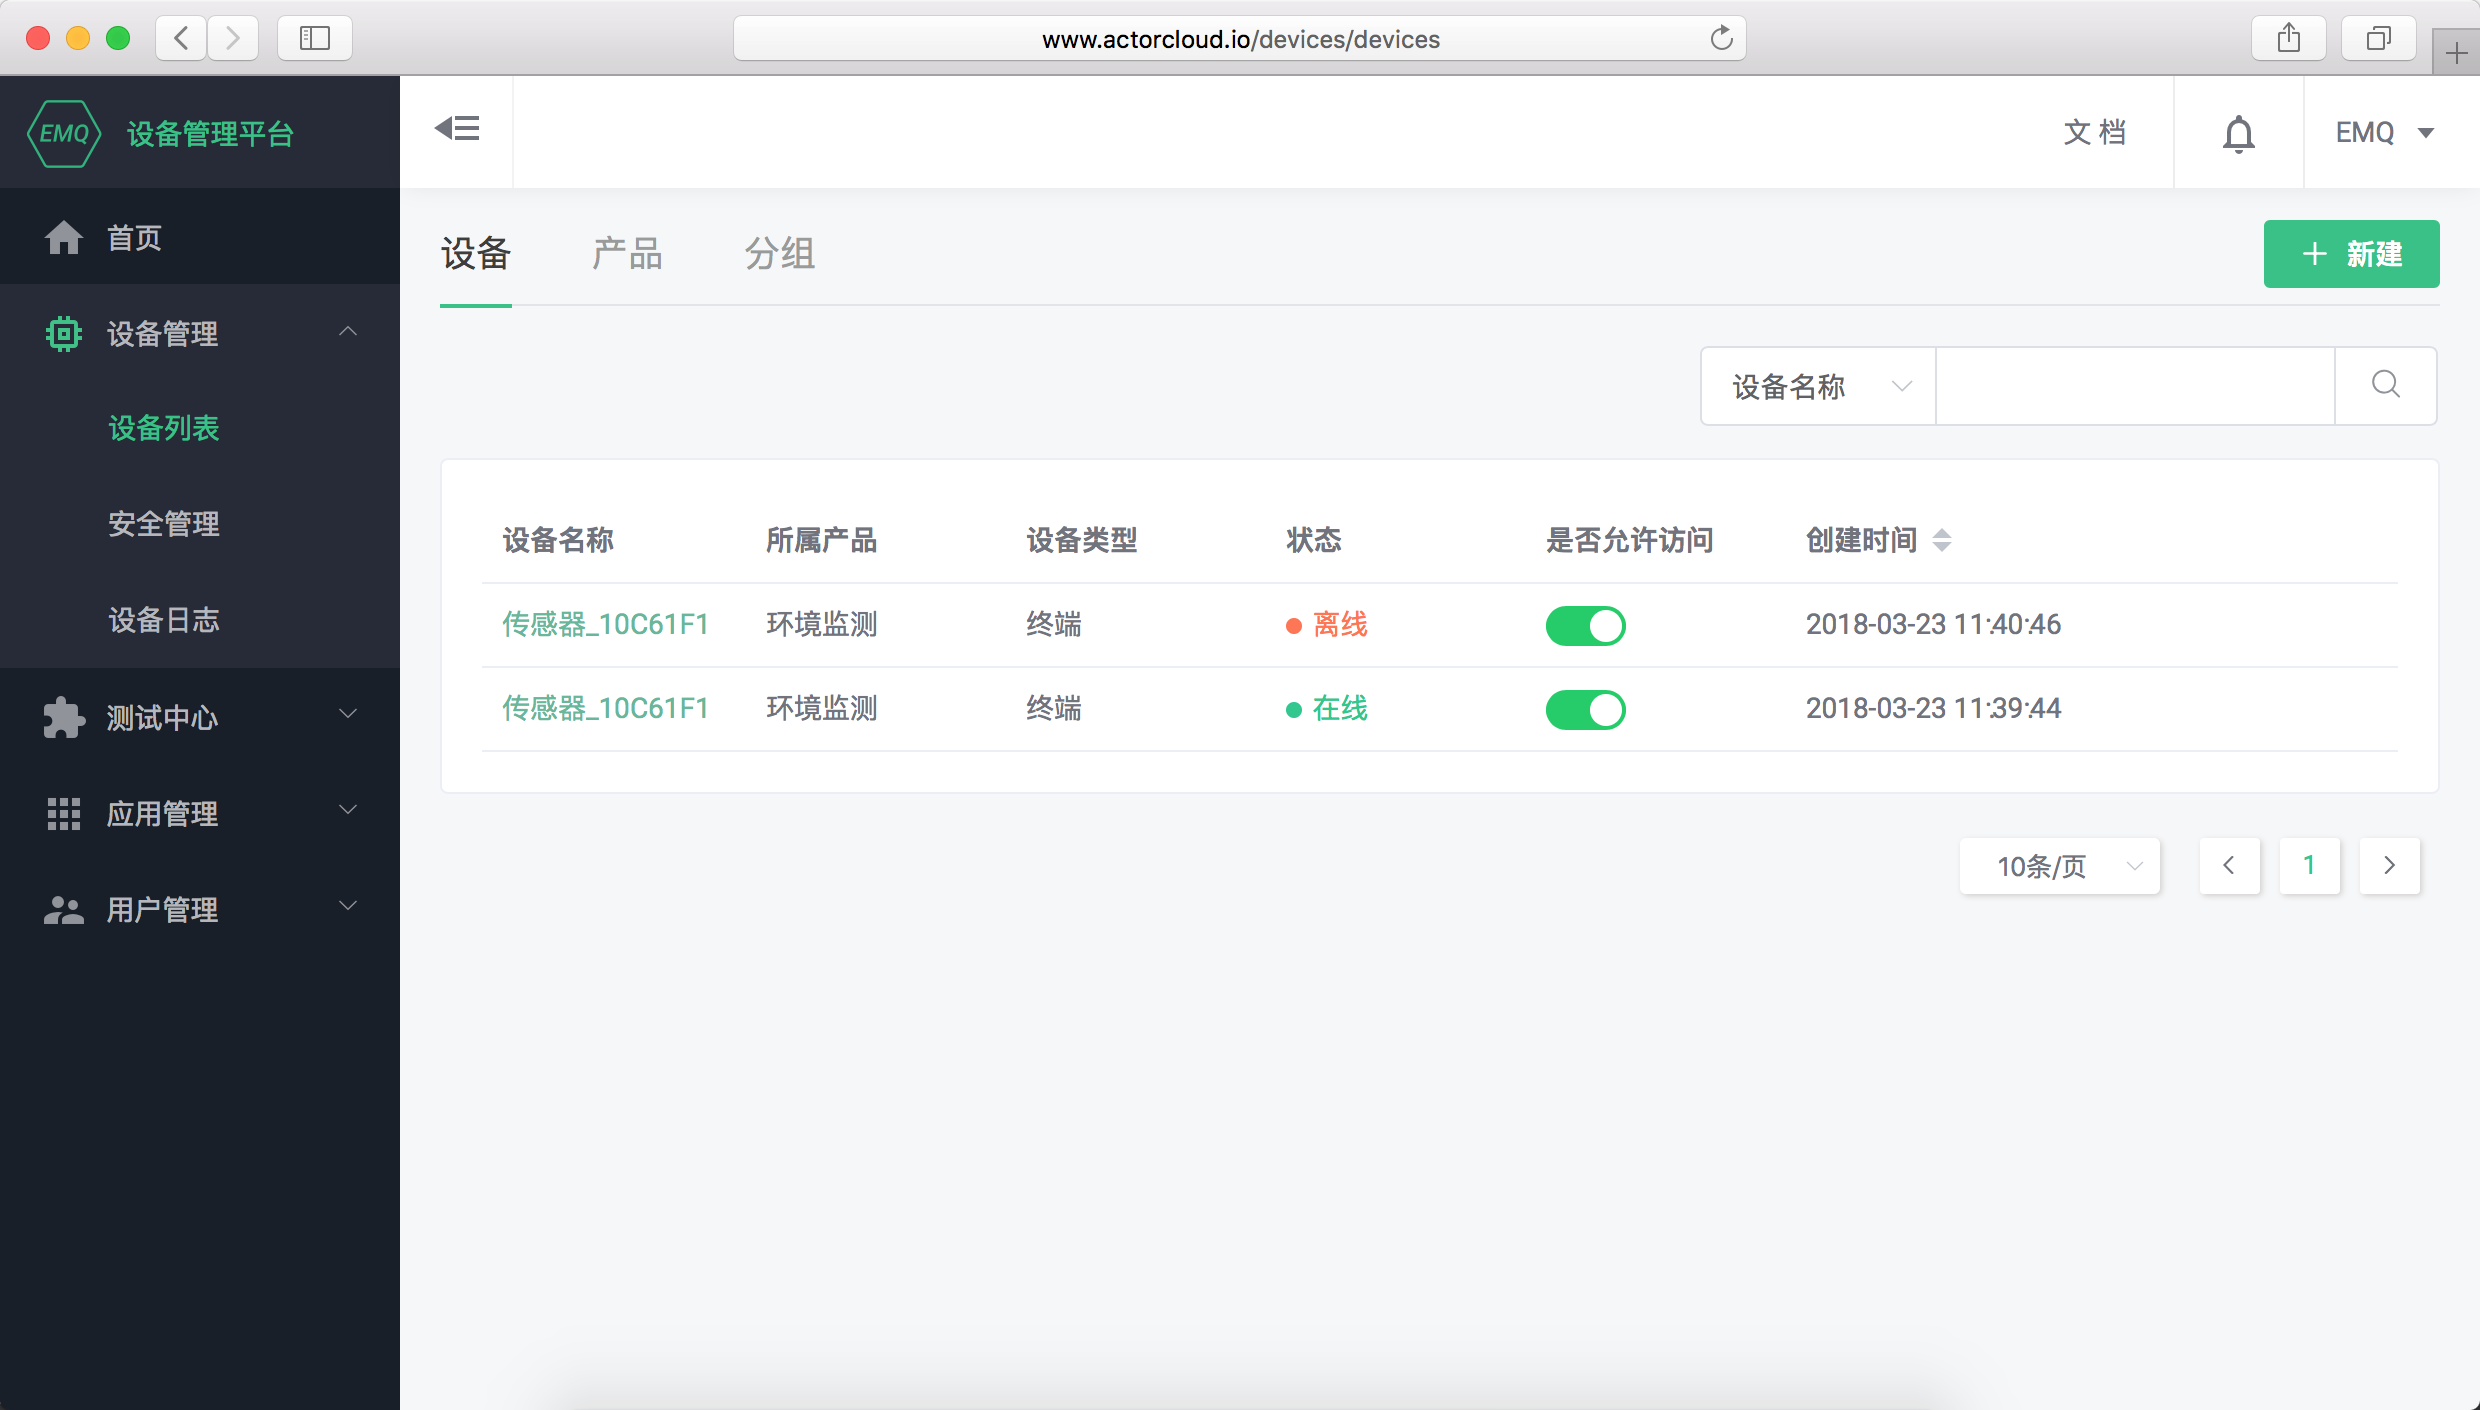 www.actorcloud.io/devices/devices
EMQ 设备管理平台
文 档
EMQ
首页
设备管理
设备列表
安全管理
设备日志
测试中心
应用管理
用户管理
设备 产品 分组
新建
设备名称
设备名称 所属产品 设备类型 状态 是否允许访问 创建时间
传感器_10C61F1 环境监测 终端 离线 2018-03-23 11:40:46
传感器_10C61F1 环境监测 终端 在线 2018-03-23 11:39:44
10条/页 1